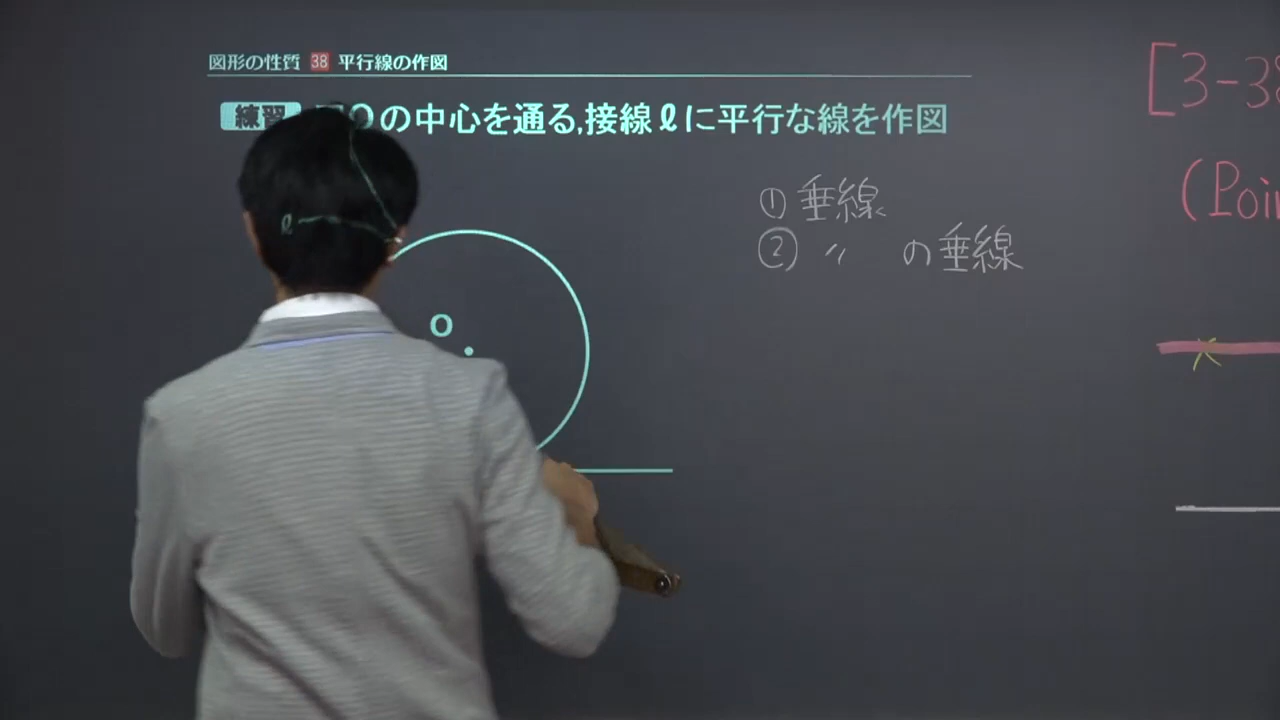 図形の性質 38 平行線の作図
練習 Oの中心を通る,接線ℓに平行な線を作図
[3-38
(Poin
① 垂線
② 〃 の垂線
ℓ
O